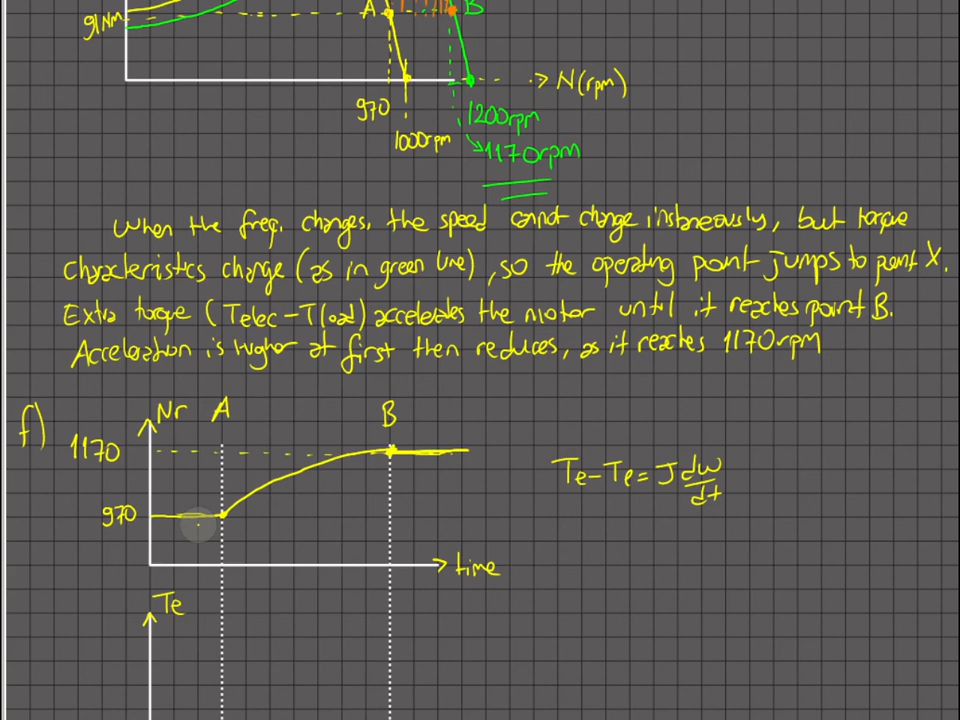 91Nm
A
B
N(rpm)
970
1000rpm
1200rpm
1170rpm
When the freq. changes, the speed cannot change instaneously, but torque
characteristics change (as in green line), so the operating point jumps to point X.
Extra torque (Telec-Tload) accelerates the motor until it reaches point B.
Acceleration is higher at first then reduces, as it reaches 1170rpm
f)
Nr
A
B
1170
970
time
Te-Tl = J dw/dt
Te